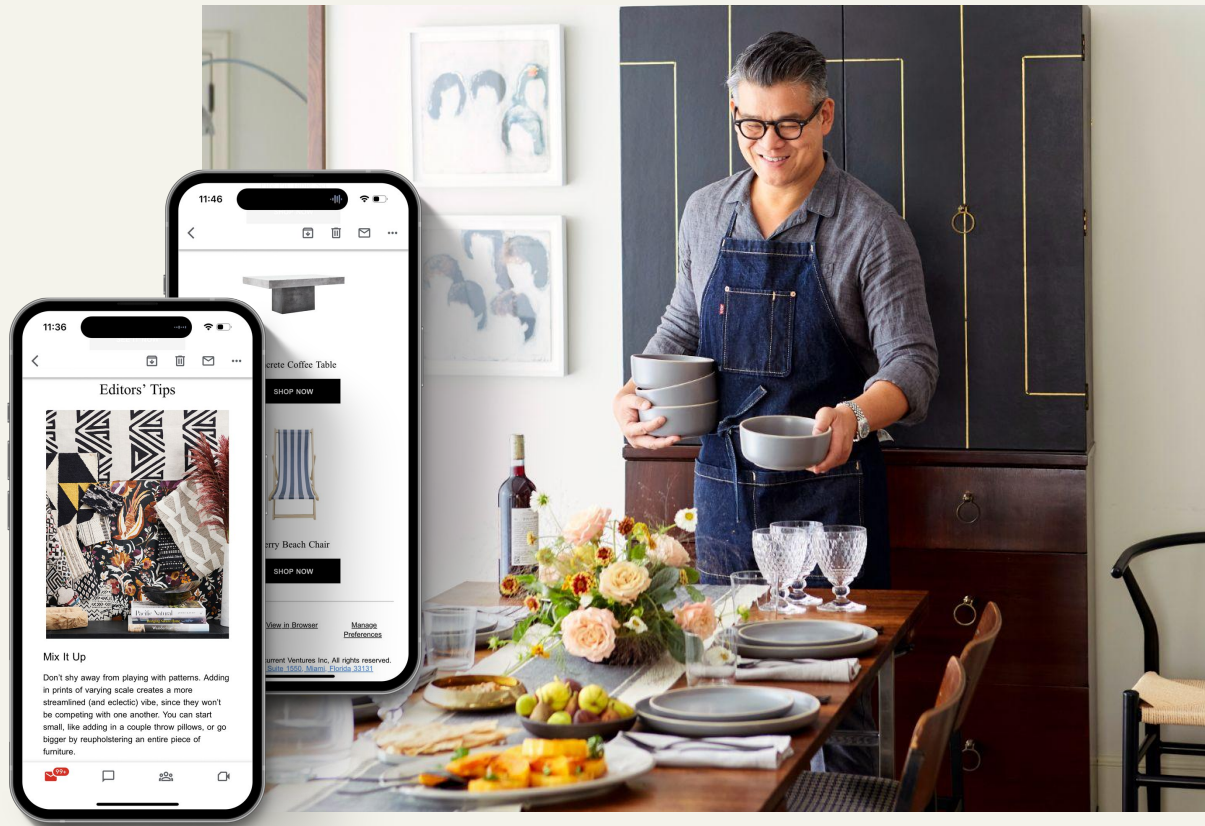 11:46
crete Coffee Table
SHOP NOW
erry Beach Chair
SHOP NOW
View in Browser
Manage
Preferences
urrent Ventures Inc, All rights reserved.
Suite 1550, Miami, Florida 33131
11:36
Editors’ Tips
Pacific Natural
Mix It Up
Don’t shy away from playing with patterns. Adding
in prints of varying scale creates a more
streamlined (and eclectic) vibe, since they won’t
be competing with one another. You can start
small, like adding in a couple throw pillows, or go
bigger by reupholstering an entire piece of
furniture.
99+